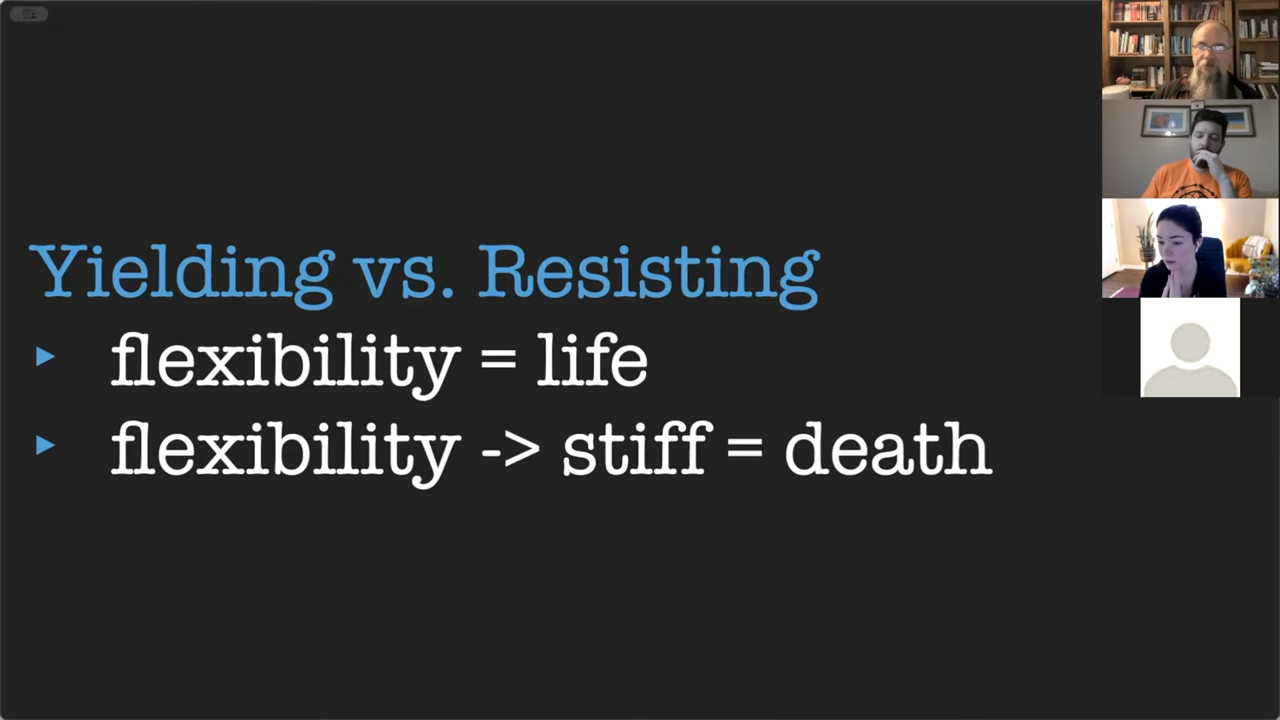 Yielding vs. Resisting
flexibility = life
flexibility -> stiff = death